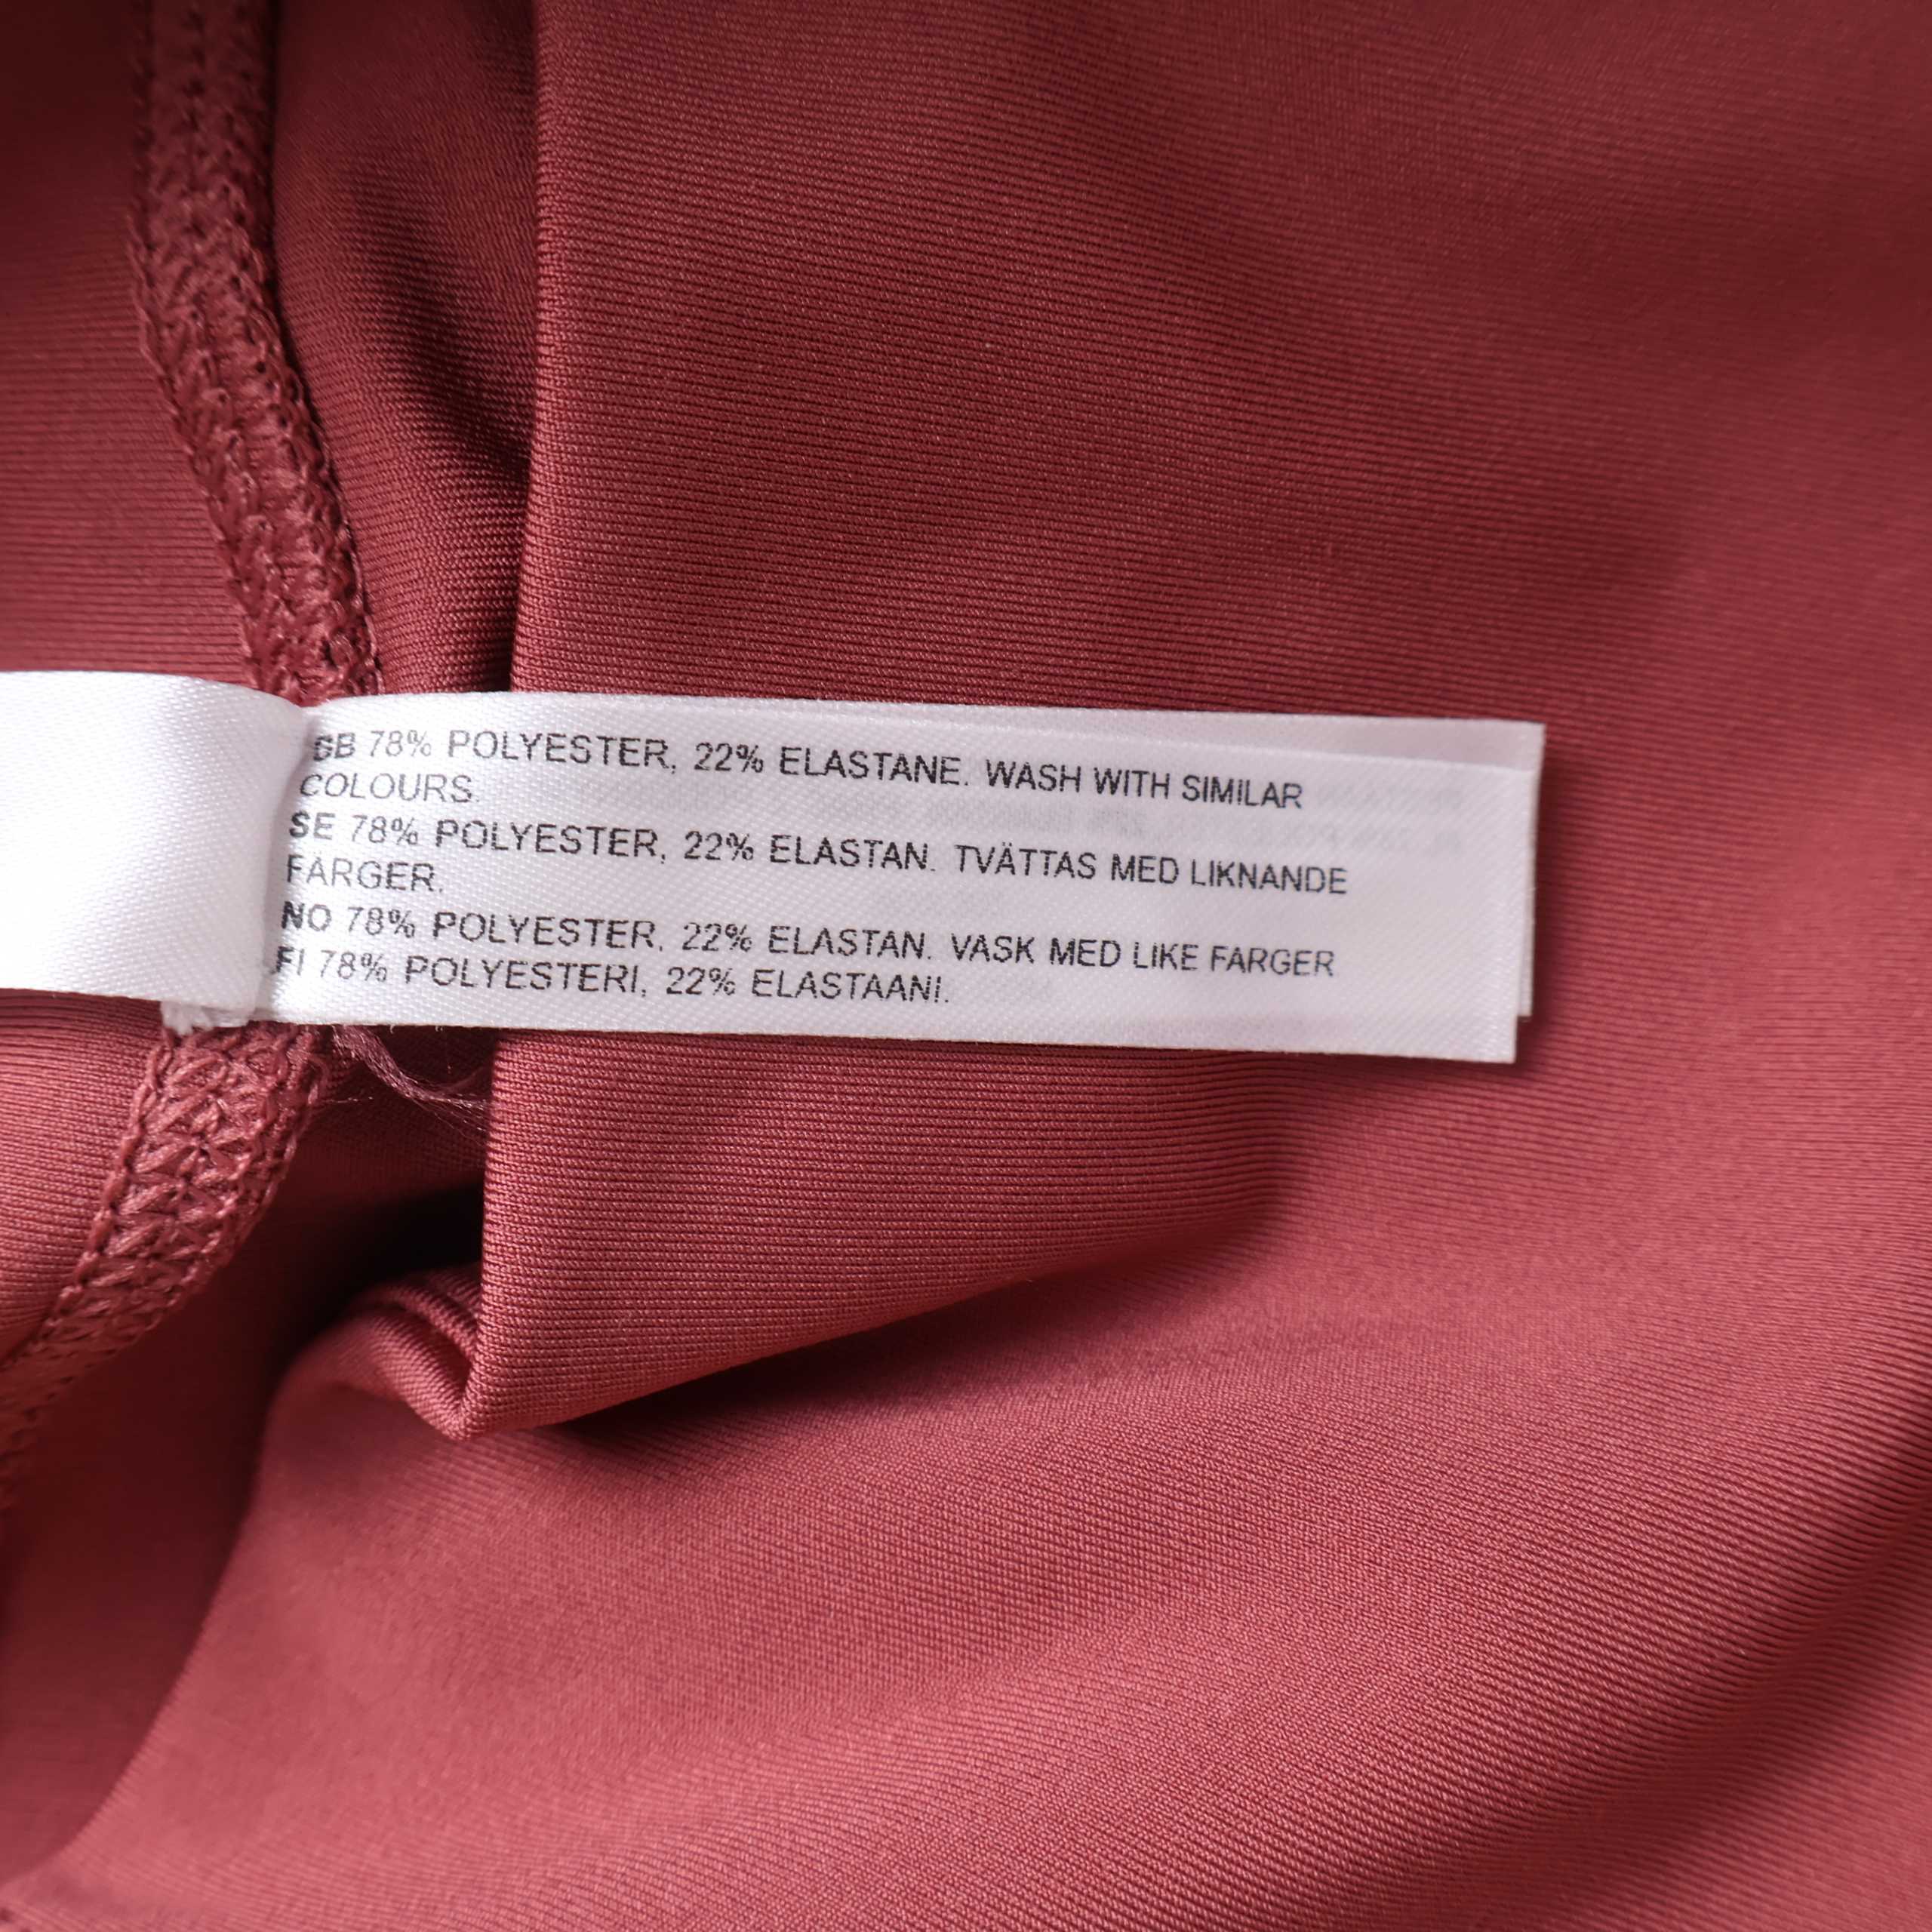 GB 78% POLYESTER, 22% ELASTANE. WASH WITH SIMILAR
COLOURS.
SE 78% POLYESTER, 22% ELASTAN. TVÄTTAS MED LIKNANDE
FÄRGER.
NO 78% POLYESTER, 22% ELASTAN. VASK MED LIKE FARGER
FI 78% POLYESTERI, 22% ELASTAANI.